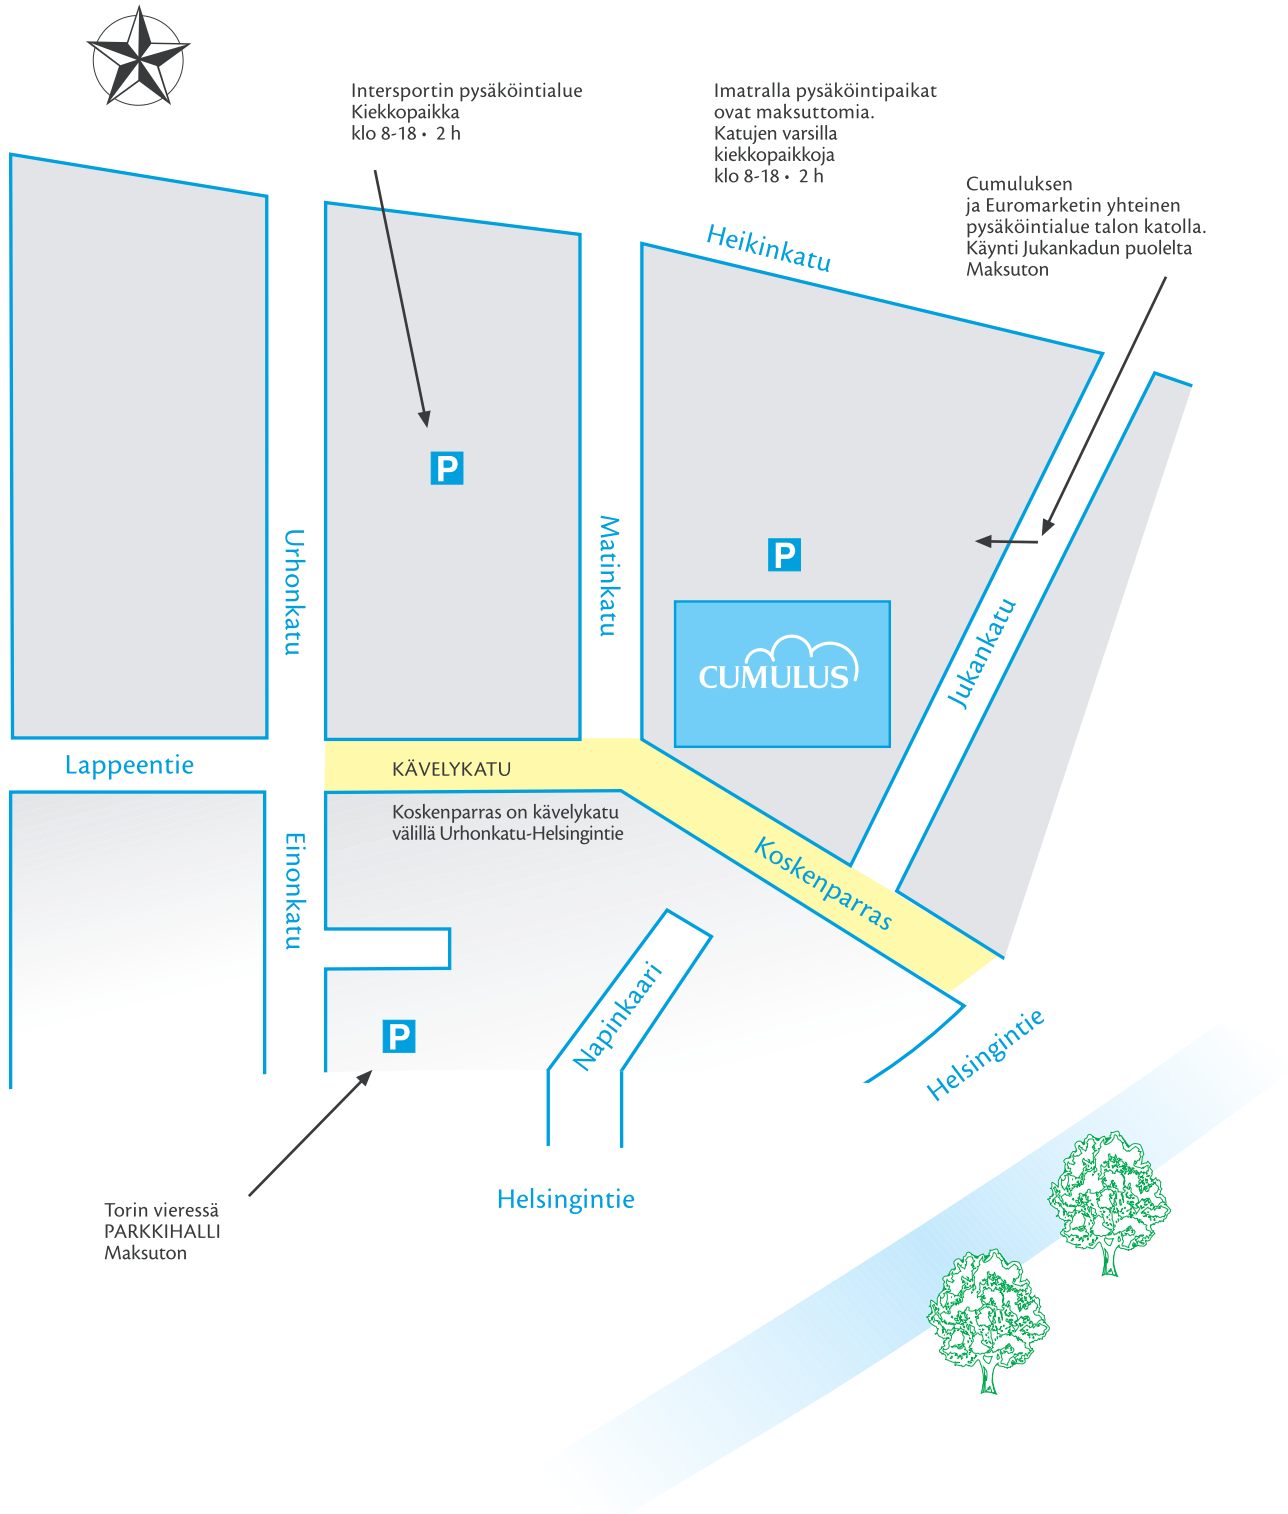 Intersportin pysäköintialue
Kiekkopaikka
klo 8-18 • 2 h
Imatralla pysäköintipaikat
ovat maksuttomia.
Katujen varsilla
kiekkopaikkoja
klo 8-18 • 2 h
Cumuluksen
ja Euromarketin yhteinen
pysäköintialue talon katolla.
Käynti Jukankadun puolelta
Maksuton
Heikinkatu
P
Urhonkatu
Matinkatu
P
Jukankatu
CUMULUS
Lappeentie
KÄVELYKATU
Koskenparras on kävelykatu
välillä Urhonkatu-Helsingintie
Koskenparras
Einonkatu
Napinkaari
P
Helsingintie
Helsingintie
Torin vieressä
PARKKIHALLI
Maksuton